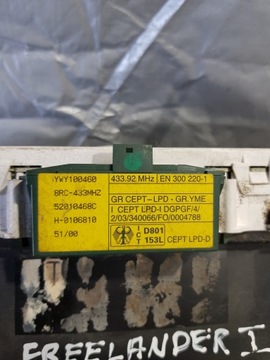 YWY100460
8RC-433MHZ
52010468C
H-0106810
51/00
433.92 MHz EN 300 220-1
GR CEPT-LPD - GR.YME
I CEPT LPD-I DGPGF/4/
2/03/340066/FO/0004788
ICT D801
153L CEPT LPD-D
FREELANDER I